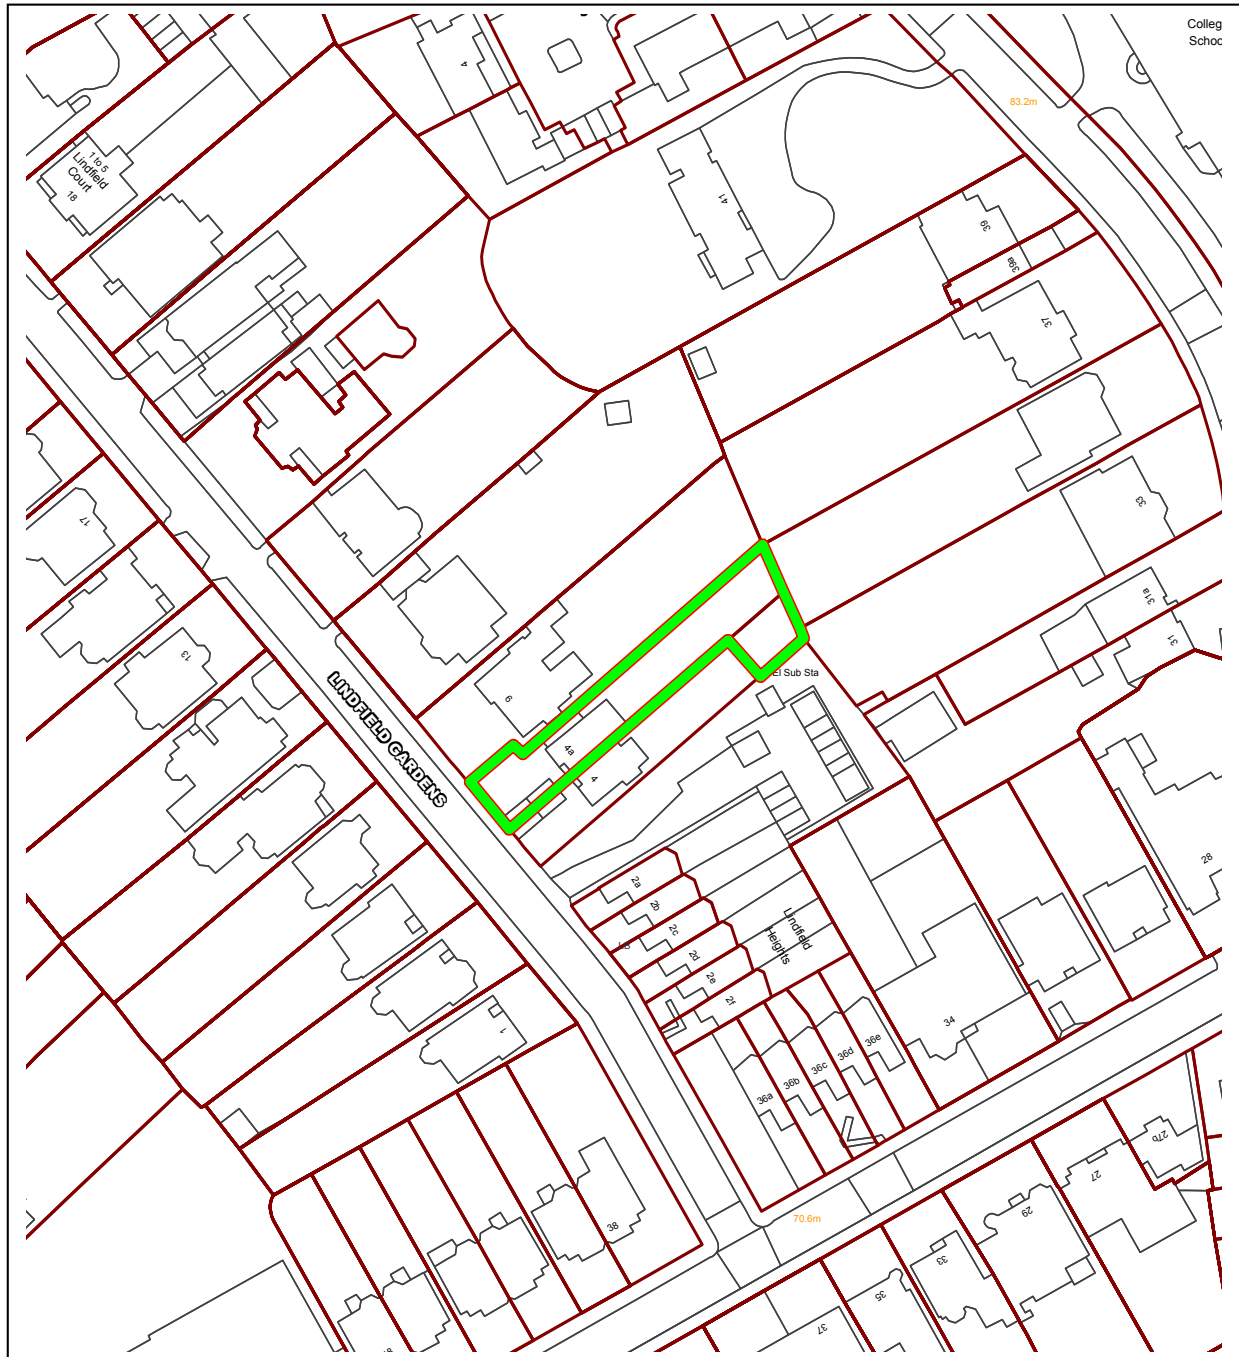 Colleg
Schoo
83.2m
4
1 to 5
Lindfield
Court
18
41
39
39a
37
33
31a
31
17
13
9
El Sub Sta
LINDFIELD GARDENS
4a
4
28
2a
2b
2c
2d
2e
2f
Lindfield
Heights
34
1
36a
36b
36c
36d
36e
38
70.6m
27b
27
29
33
35
37